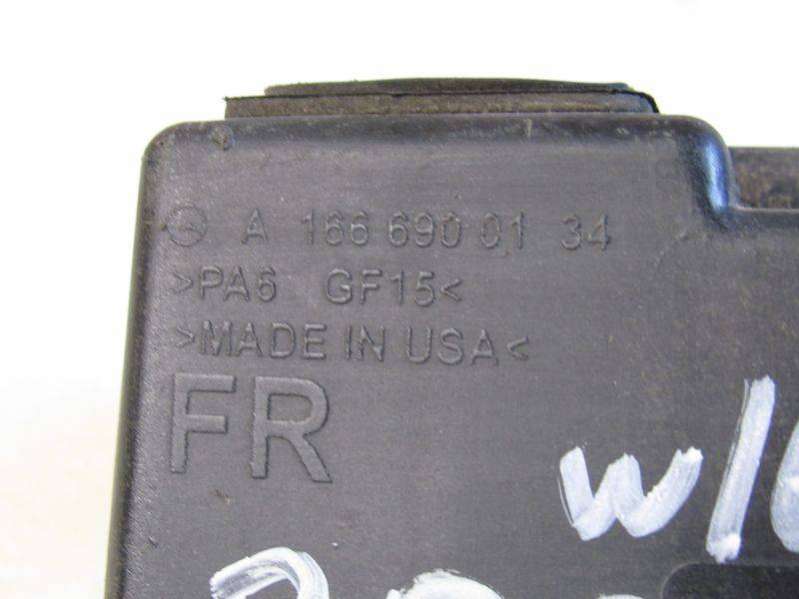 A 166 690 01 34
>PA6 GF15<
>MADE IN USA<
FR